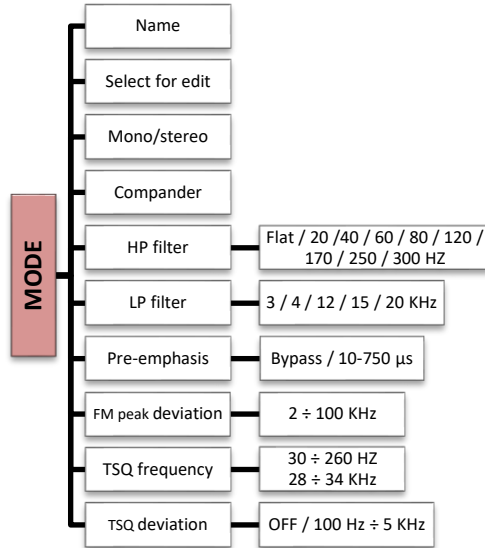 MODE
Name
Select for edit
Mono/stereo
Compander
HP filter
Flat / 20 /40 / 60 / 80 / 120 /
170 / 250 / 300 HZ
LP filter
3 / 4 / 12 / 15 / 20 KHz
Pre-emphasis
Bypass / 10-750 µs
FM peak deviation
2 ÷ 100 KHz
TSQ frequency
30 ÷ 260 HZ
28 ÷ 34 KHz
TSQ deviation
OFF / 100 Hz ÷ 5 KHz